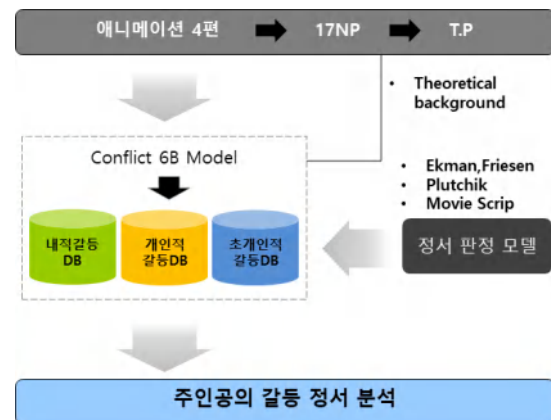 애니메이션 4편 17NP T.P
• Theoretical
background
Conflict 6B Model
• Ekman,Friesen
• Plutchik
• Movie Scrip
내적갈등
DB
개인적
갈등DB
초개인적
갈등DB
정서 판정 모델
주인공의 갈등 정서 분석